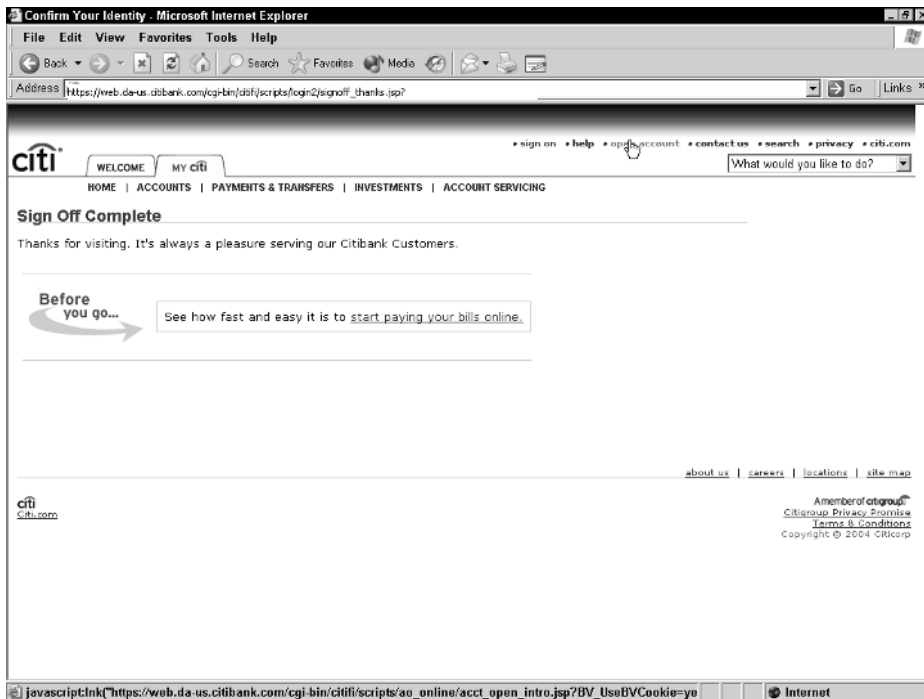 Confirm Your Identity - Microsoft Internet Explorer
File Edit View Favorites Tools Help
Back Search Favorites Media
Address https://web.da-us.citibank.com/cgi-bin/citifi/scripts/login2/signoff_thanks.jsp? Go Links »
• sign on • help • open account • contact us • search • privacy • citi.com
citi WELCOME MY citi What would you like to do?
HOME | ACCOUNTS | PAYMENTS & TRANSFERS | INVESTMENTS | ACCOUNT SERVICING
Sign Off Complete
Thanks for visiting. It's always a pleasure serving our Citibank Customers.
Before
you go...
See how fast and easy it is to start paying your bills online.
about us | careers | locations | site map
citi
Citi.com
A member of citigroup
Citigroup Privacy Promise
Terms & Conditions
Copyright © 2004 Citicorp
javascript:lnk("https://web.da-us.citibank.com/cgi-bin/citifi/scripts/ao_online/acct_open_intro.jsp?BV_UseBVCookie=ye Internet